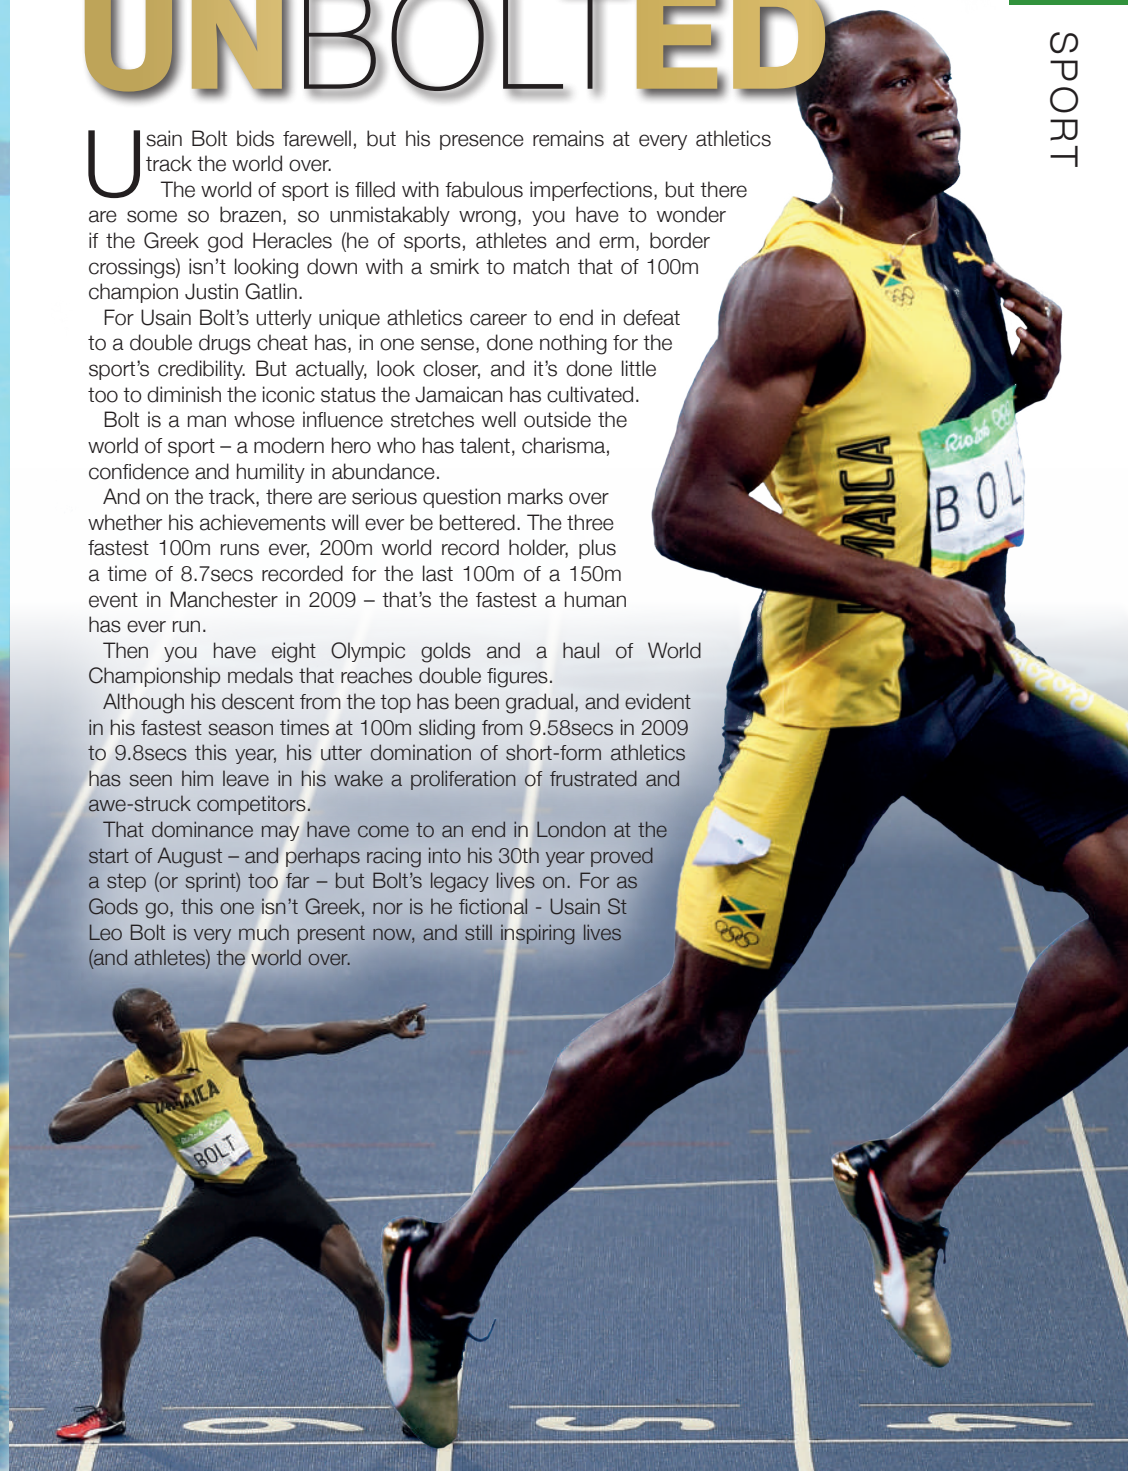 UNBOLTED
SPORT
Usain Bolt bids farewell, but his presence remains at every athletics
track the world over.
The world of sport is filled with fabulous imperfections, but there
are some so brazen, so unmistakably wrong, you have to wonder
if the Greek god Heracles (he of sports, athletes and erm, border
crossings) isn't looking down with a smirk to match that of 100m
champion Justin Gatlin.
For Usain Bolt's utterly unique athletics career to end in defeat
to a double drugs cheat has, in one sense, done nothing for the
sport's credibility. But actually, look closer, and it's done little
too to diminish the iconic status the Jamaican has cultivated.
Bolt is a man whose influence stretches well outside the
world of sport – a modern hero who has talent, charisma,
confidence and humility in abundance.
And on the track, there are serious question marks over
whether his achievements will ever be bettered. The three
fastest 100m runs ever, 200m world record holder, plus
a time of 8.7secs recorded for the last 100m of a 150m
event in Manchester in 2009 – that's the fastest a human
has ever run.
Then you have eight Olympic golds and a haul of World
Championship medals that reaches double figures.
Although his descent from the top has been gradual, and evident
in his fastest season times at 100m sliding from 9.58secs in 2009
to 9.8secs this year, his utter domination of short-form athletics
has seen him leave in his wake a proliferation of frustrated and
awe-struck competitors.
That dominance may have come to an end in London at the
start of August – and perhaps racing into his 30th year proved
a step (or sprint) too far – but Bolt's legacy lives on. For as
Gods go, this one isn't Greek, nor is he fictional - Usain St
Leo Bolt is very much present now, and still inspiring lives
(and athletes) the world over.
Rio2016
BOL
MAICA
JAMAICA
BOLT
6 5 4